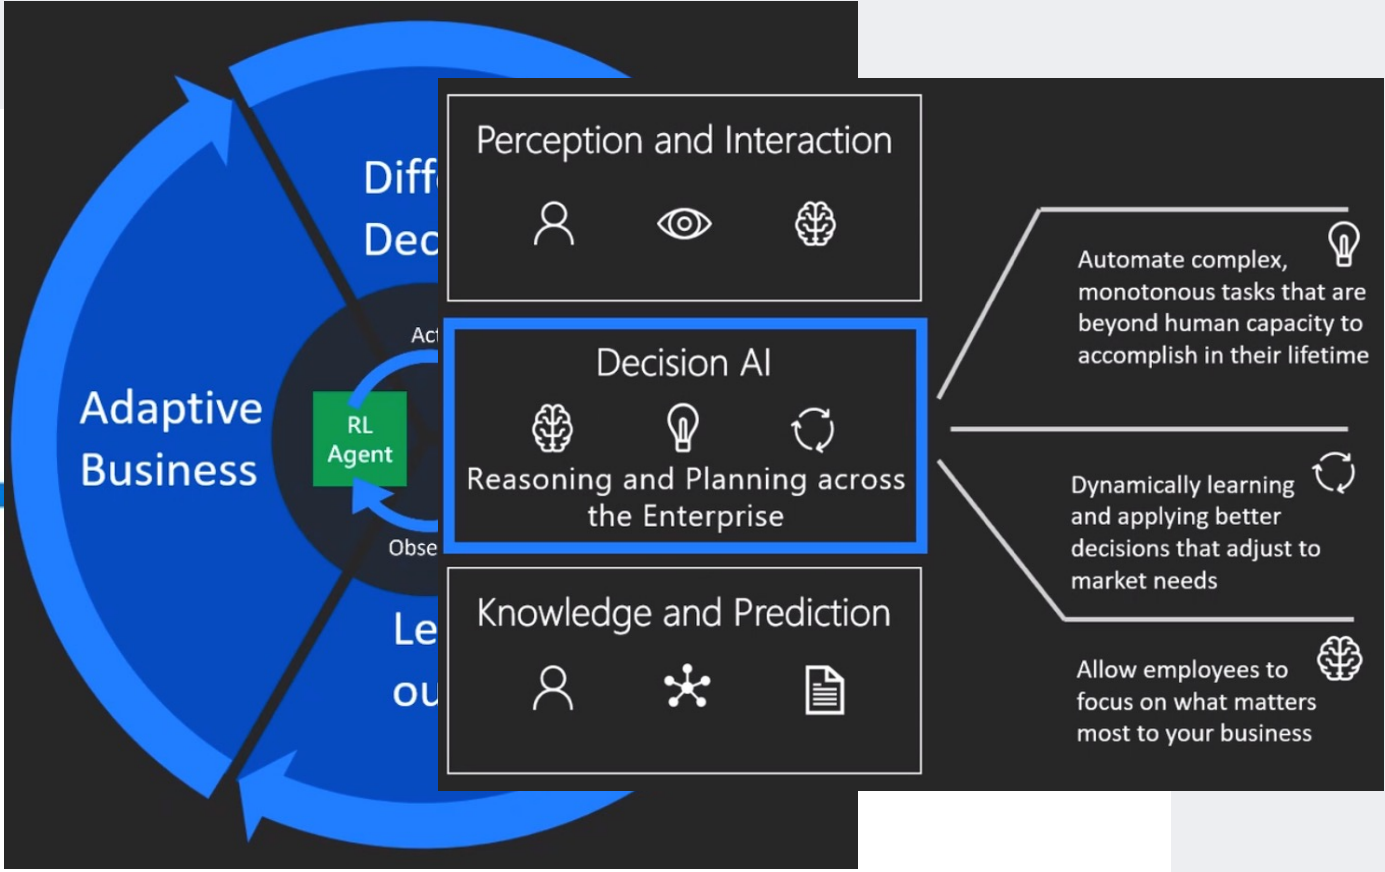 Adaptive
Business
RL
Agent
Perception and Interaction
Decision AI
Reasoning and Planning across
the Enterprise
Knowledge and Prediction
Automate complex,
monotonous tasks that are
beyond human capacity to
accomplish in their lifetime
Dynamically learning
and applying better
decisions that adjust to
market needs
Allow employees to
focus on what matters
most to your business